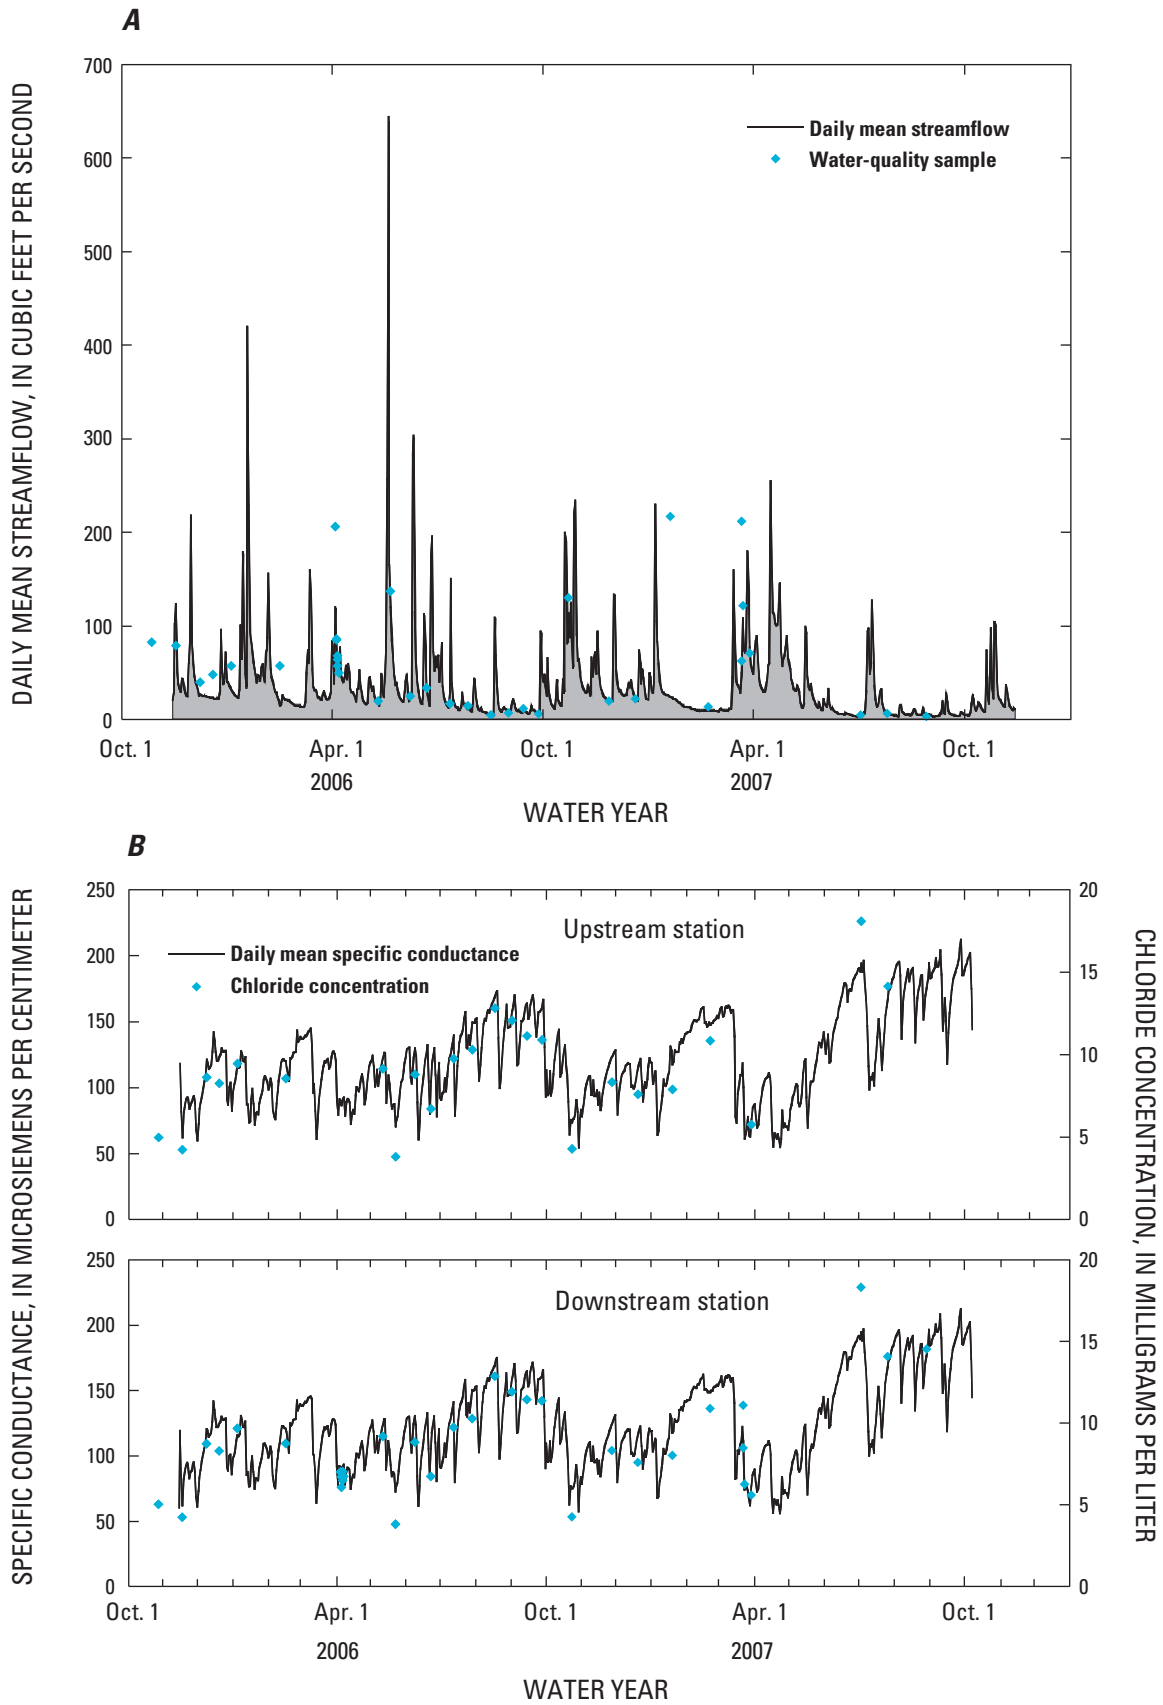 A
DAILY MEAN STREAMFLOW, IN CUBIC FEET PER SECOND
700
600
500
400
300
200
100
0
Daily mean streamflow
Water-quality sample
Oct. 1 Apr. 1 Oct. 1 Apr. 1 Oct. 1
2006 2007
WATER YEAR
B
SPECIFIC CONDUCTANCE, IN MICROSIEMENS PER CENTIMETER
CHLORIDE CONCENTRATION, IN MILLIGRAMS PER LITER
250
200
150
100
50
0
Upstream station
Daily mean specific conductance
Chloride concentration
20
15
10
5
0
250
200
150
100
50
0
Downstream station
20
15
10
5
0
Oct. 1 Apr. 1 Oct. 1 Apr. 1 Oct. 1
2006 2007
WATER YEAR